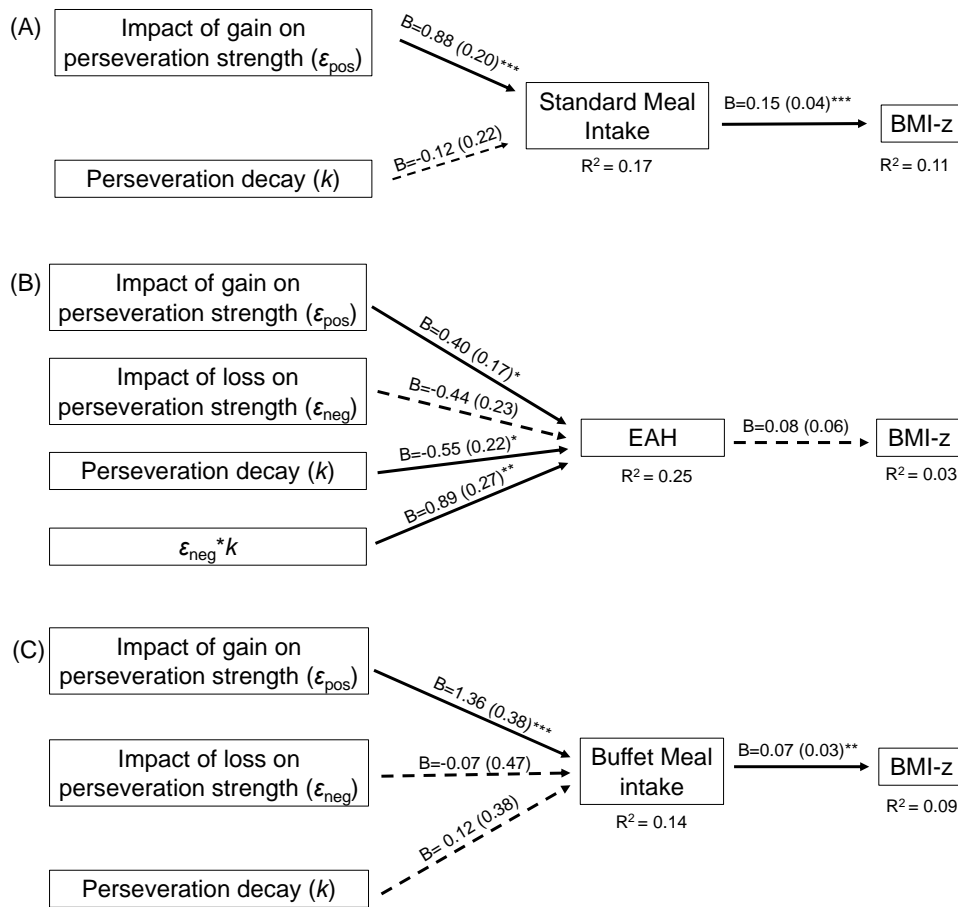 (A)
Impact of gain on
perseveration strength (εpos)
B=0.88 (0.20)***
Standard Meal
Intake
R² = 0.17
B=0.15 (0.04)***
BMI-z
R² = 0.11
B=-0.12 (0.22)
Perseveration decay (k)
(B)
Impact of gain on
perseveration strength (εpos)
B=0.40 (0.17)*
Impact of loss on
perseveration strength (εneg)
B=-0.44 (0.23)
Perseveration decay (k)
B=-0.55 (0.22)*
εneg*k
B=0.89 (0.27)**
EAH
R² = 0.25
B=0.08 (0.06)
BMI-z
R² = 0.03
(C)
Impact of gain on
perseveration strength (εpos)
B=1.36 (0.38)***
Impact of loss on
perseveration strength (εneg)
B=-0.07 (0.47)
Perseveration decay (k)
B= 0.12 (0.38)
Buffet Meal
intake
R² = 0.14
B=0.07 (0.03)**
BMI-z
R² = 0.09